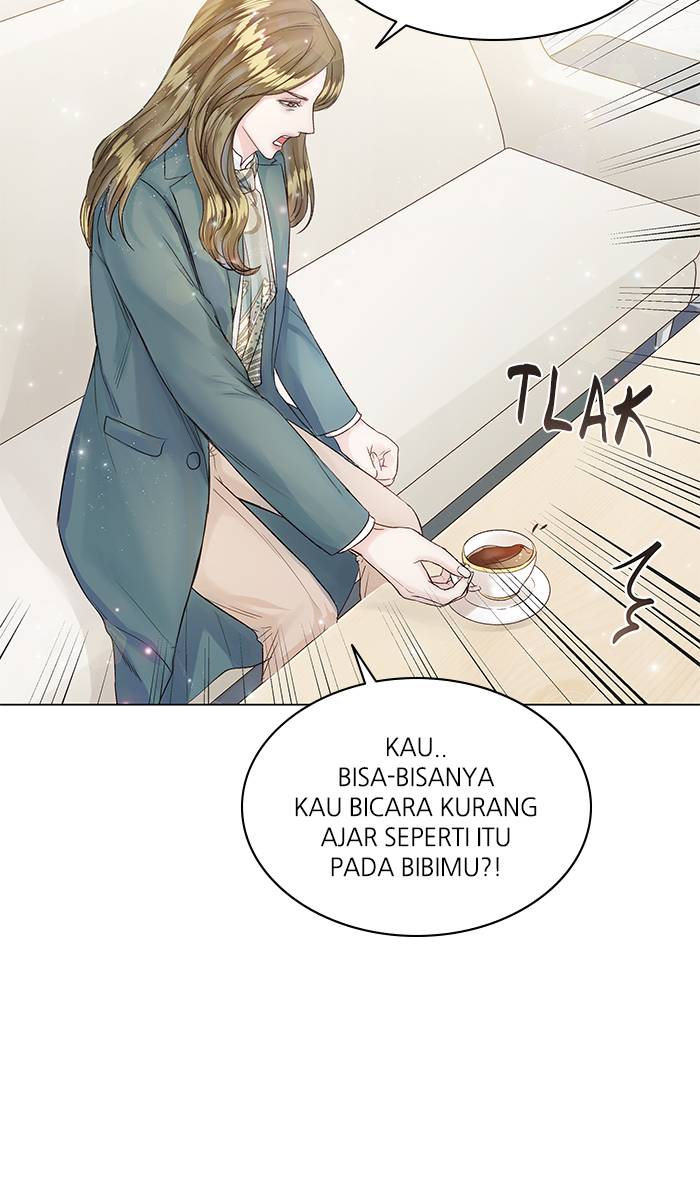 TLAK
KAU..
BISA-BISANYA
KAU BICARA KURANG
AJAR SEPERTI ITU
PADA BIBIMU?!